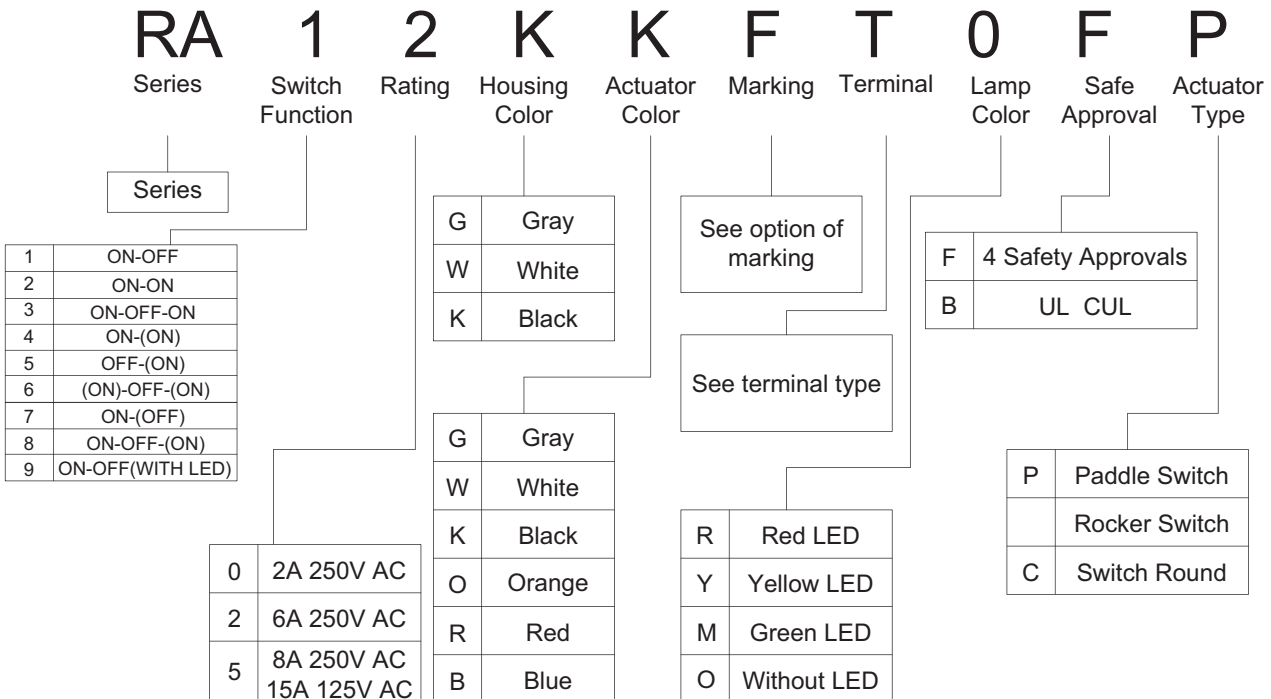 RA 1 2 K K F T 0 F P
Series
Switch
Function
Rating
Housing
Color
Actuator
Color
Marking
Terminal
Lamp
Color
Safe
Approval
Actuator
Type
Series
1 ON-OFF
2 ON-ON
3 ON-OFF-ON
4 ON-(ON)
5 OFF-(ON)
6 (ON)-OFF-(ON)
7 ON-(OFF)
8 ON-OFF-(ON)
9 ON-OFF(WITH LED)
0 2A 250V AC
2 6A 250V AC
5 8A 250V AC
15A 125V AC
G Gray
W White
K Black
G Gray
W White
K Black
O Orange
R Red
B Blue
See option of
marking
See terminal type
R Red LED
Y Yellow LED
M Green LED
O Without LED
F 4 Safety Approvals
B UL CUL
P Paddle Switch
Rocker Switch
C Switch Round